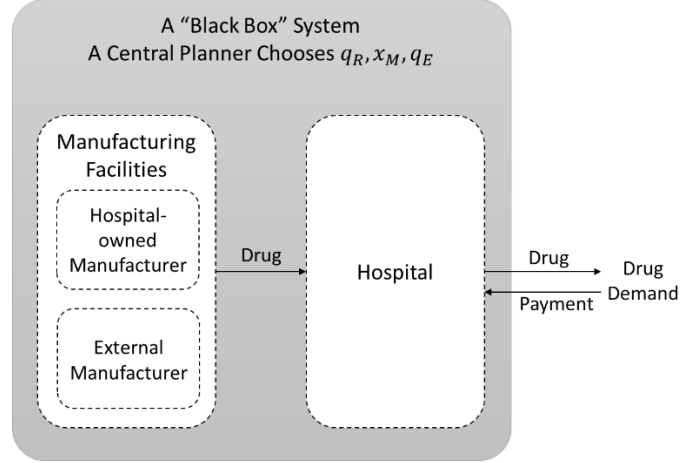 A “Black Box” System
A Central Planner Chooses q_R, x_M, q_E
Manufacturing
Facilities
Hospital-
owned
Manufacturer
External
Manufacturer
Drug
Hospital
Drug
Payment
Drug
Demand